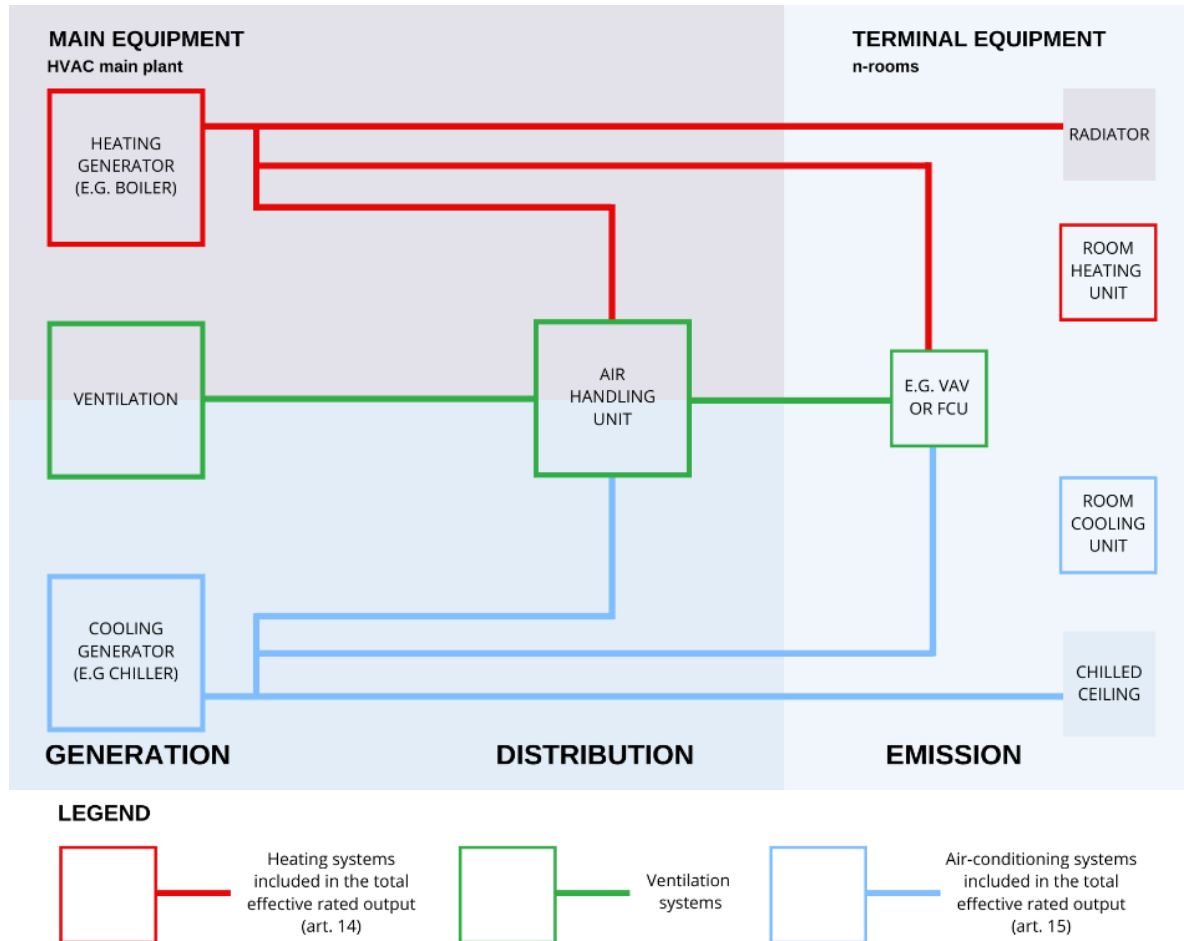 MAIN EQUIPMENT
HVAC main plant
TERMINAL EQUIPMENT
n-rooms
HEATING
GENERATOR
(E.G. BOILER)
RADIATOR
ROOM
HEATING
UNIT
VENTILATION
AIR
HANDLING
UNIT
E.G. VAV
OR FCU
ROOM
COOLING
UNIT
COOLING
GENERATOR
(E.G CHILLER)
CHILLED
CEILING
GENERATION
DISTRIBUTION
EMISSION
LEGEND
Heating systems
included in the total
effective rated output
(art. 14)
Ventilation
systems
Air-conditioning systems
included in the total
effective rated output
(art. 15)